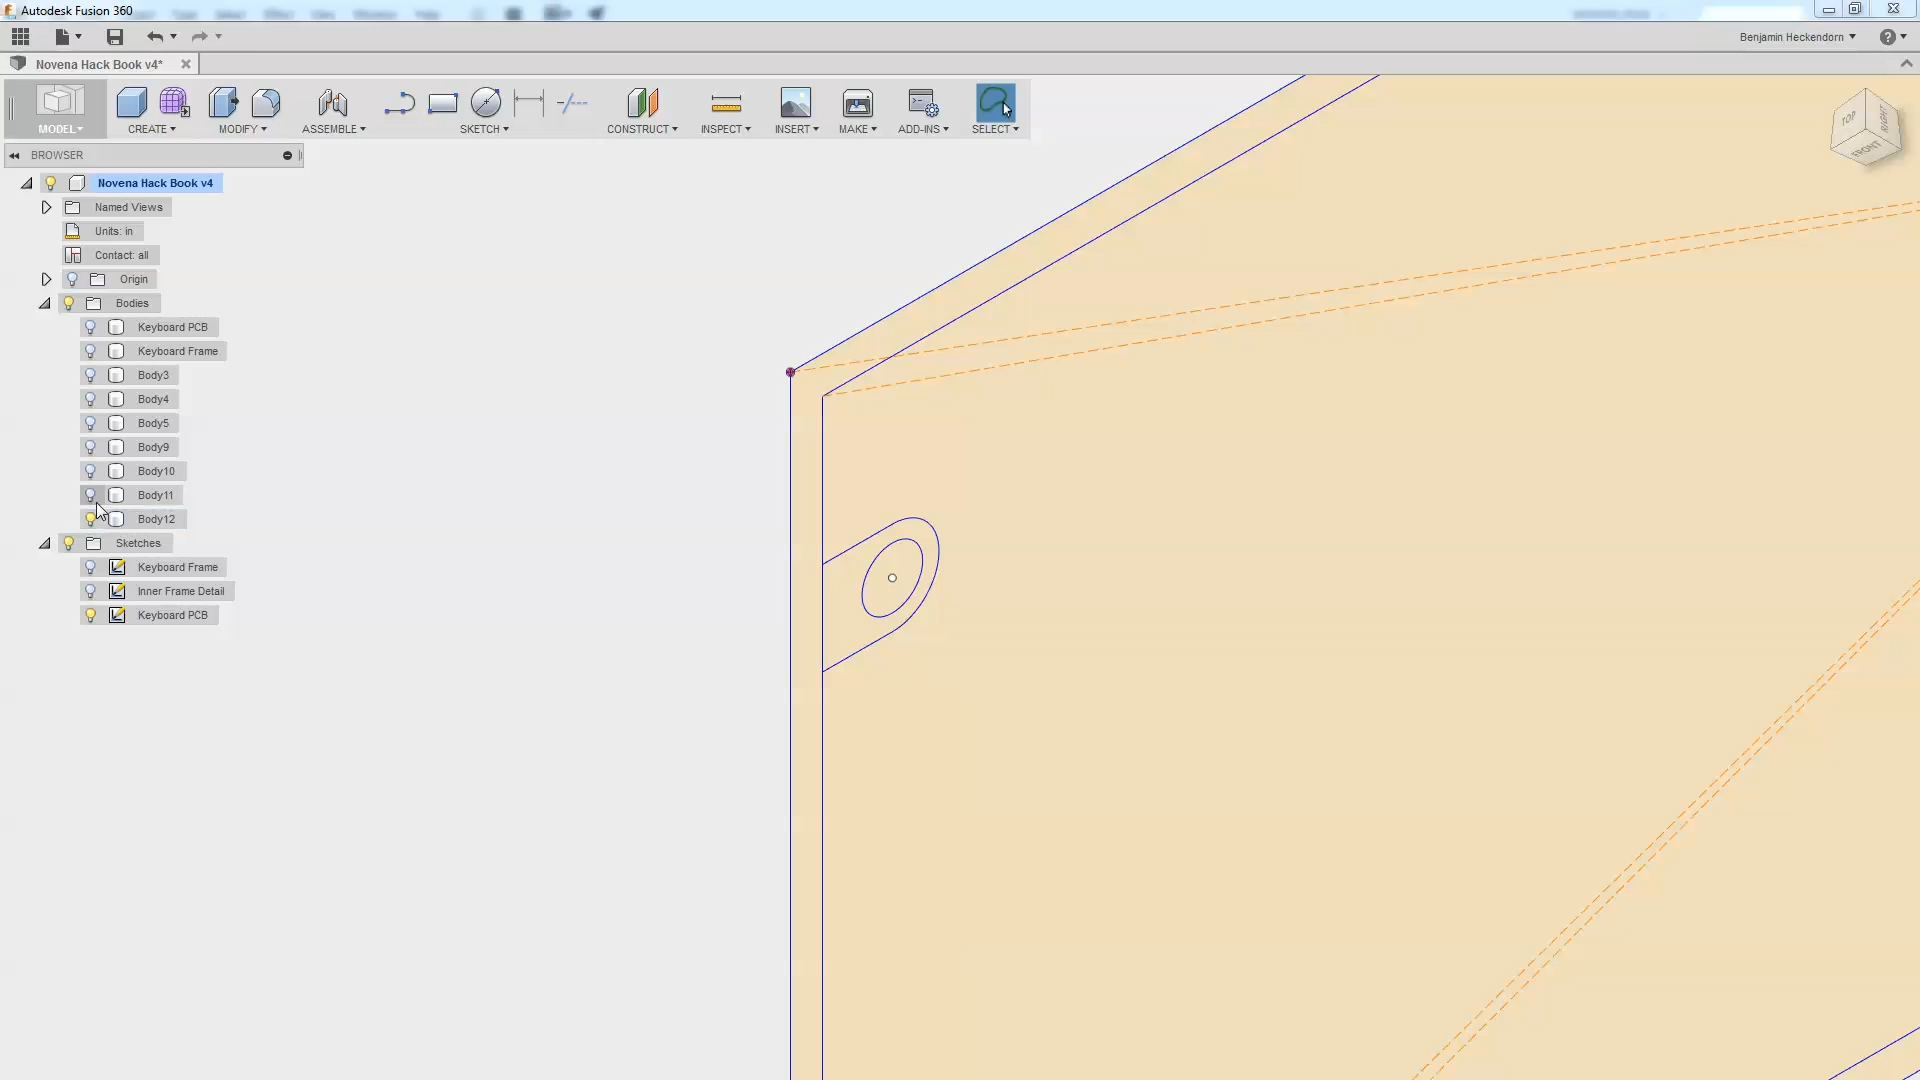 Autodesk Fusion 360
Benjamin Heckendorn
Novena Hack Book v4*
MODEL
CREATE
MODIFY
ASSEMBLE
SKETCH
CONSTRUCT
INSPECT
INSERT
MAKE
ADD-INS
SELECT
TOP
RIGHT
FRONT
BROWSER
Novena Hack Book v4
Named Views
Units: in
Contact: all
Origin
Bodies
Keyboard PCB
Keyboard Frame
Body3
Body4
Body5
Body9
Body10
Body11
Body12
Sketches
Keyboard Frame
Inner Frame Detail
Keyboard PCB